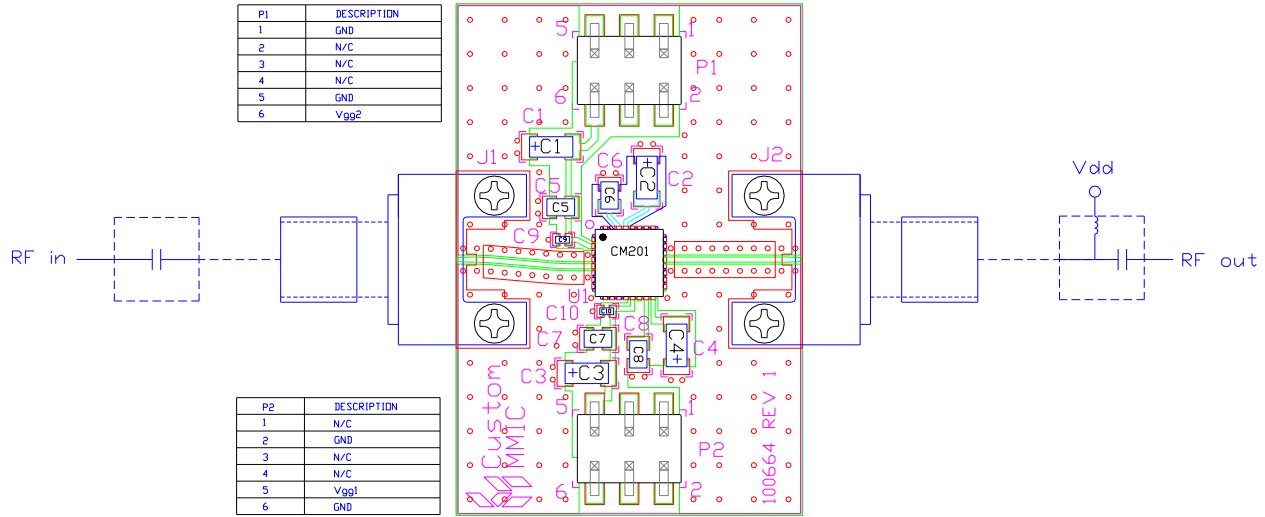 P1 DESCRIPTION
1 GND
2 N/C
3 N/C
4 N/C
5 GND
6 Vgg2
5 1
P1
6 2
C1
+C1
J1
J2
C6
C6
+C2
C2
C5
C5
C9
C9
CM201
Vdd
RF in
RF out
U1
C10
C10
C8
C7
C7
C8
C4+
C4
C3
+C3
P2 DESCRIPTION
1 N/C
2 GND
3 N/C
4 N/C
5 Vgg1
6 GND
5 1
P2
6 2
Custom
MMIC
100664 REV 1